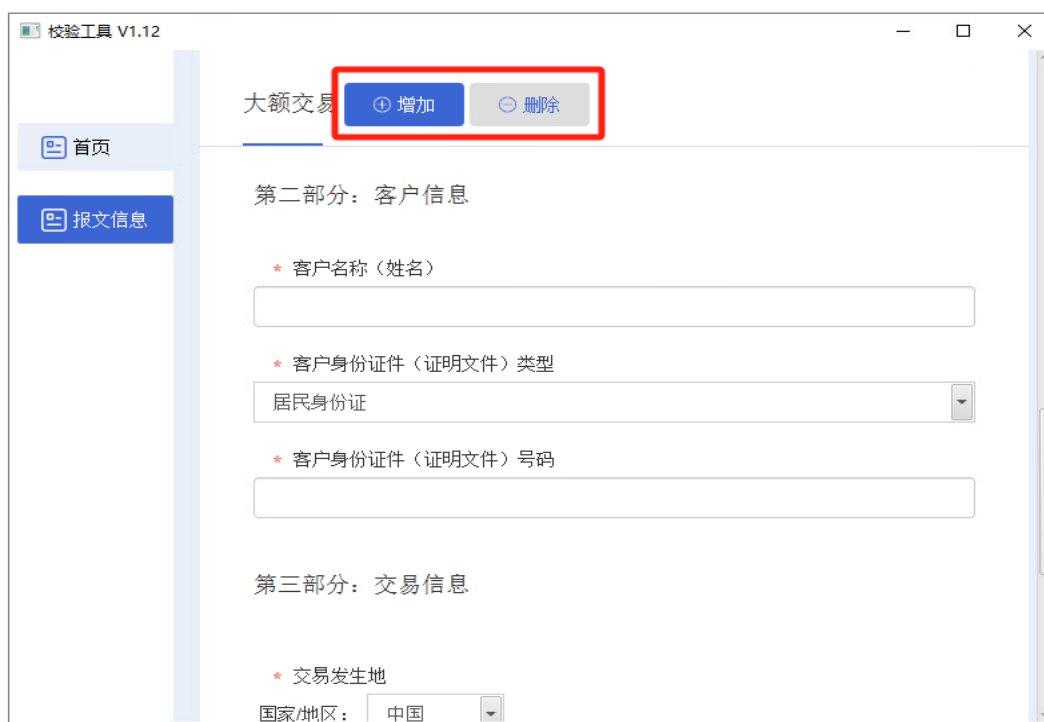 校验工具 V1.12
首页
报文信息
大额交易
增加
删除
第二部分：客户信息
* 客户名称（姓名）
* 客户身份证件（证明文件）类型
居民身份证
* 客户身份证件（证明文件）号码
第三部分：交易信息
* 交易发生地
国家/地区： 中国